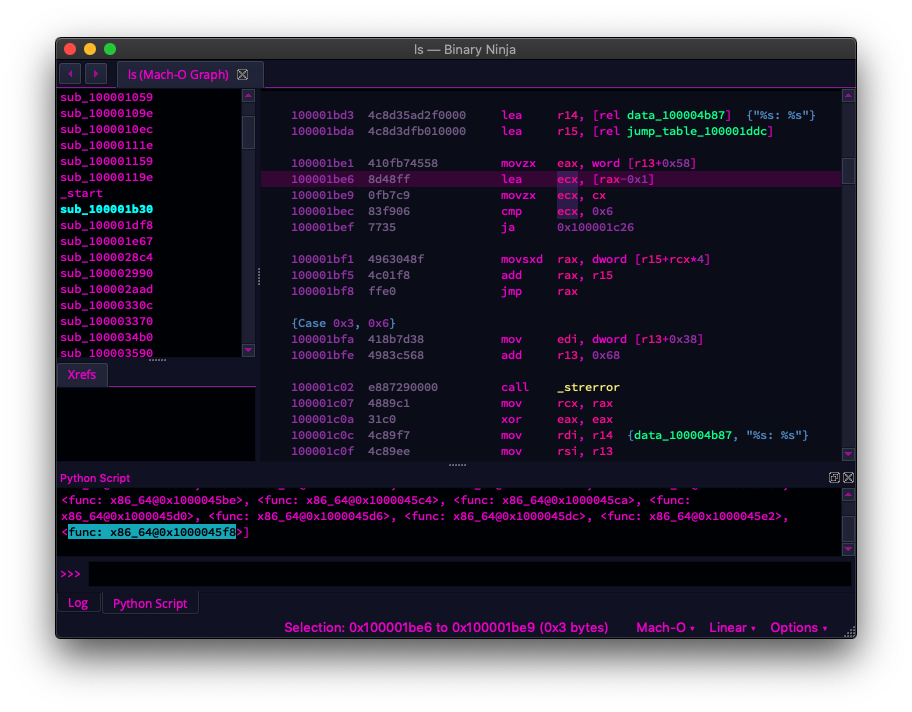 ls — Binary Ninja
ls (Mach-O Graph)
sub_100001059
sub_10000109e
sub_1000010ec
sub_10000111e
sub_100001159
sub_10000119e
_start
sub_100001b30
sub_100001df8
sub_100001e67
sub_1000028c4
sub_100002990
sub_100002aad
sub_10000330c
sub_100003370
sub_1000034b0
sub_100003590
Xrefs
100001bd3 4c8d35ad2f0000 lea r14, [rel data_100004b87] {"%s: %s"}
100001bda 4c8d3dfb010000 lea r15, [rel jump_table_100001ddc]
100001be1 410fb74558 movzx eax, word [r13+0x58]
100001be6 8d48ff lea ecx, [rax-0x1]
100001be9 0fb7c9 movzx ecx, cx
100001bec 83f906 cmp ecx, 0x6
100001bef 7735 ja 0x100001c26
100001bf1 4963048f movsxd rax, dword [r15+rcx*4]
100001bf5 4c01f8 add rax, r15
100001bf8 ffe0 jmp rax
{Case 0x3, 0x6}
100001bfa 418b7d38 mov edi, dword [r13+0x38]
100001bfe 4983c568 add r13, 0x68
100001c02 e887290000 call _strerror
100001c07 4889c1 mov rcx, rax
100001c0a 31c0 xor eax, eax
100001c0c 4c89f7 mov rdi, r14 {data_100004b87, "%s: %s"}
100001c0f 4c89ee mov rsi, r13
Python Script
<func: x86_64@0x1000045be>, <func: x86_64@0x1000045c4>, <func: x86_64@0x1000045ca>, <func:
x86_64@0x1000045d0>, <func: x86_64@0x1000045d6>, <func: x86_64@0x1000045dc>, <func: x86_64@0x1000045e2>,
<func: x86_64@0x1000045f8>]
>>>
Log Python Script
Selection: 0x100001be6 to 0x100001be9 (0x3 bytes) Mach-O Linear Options